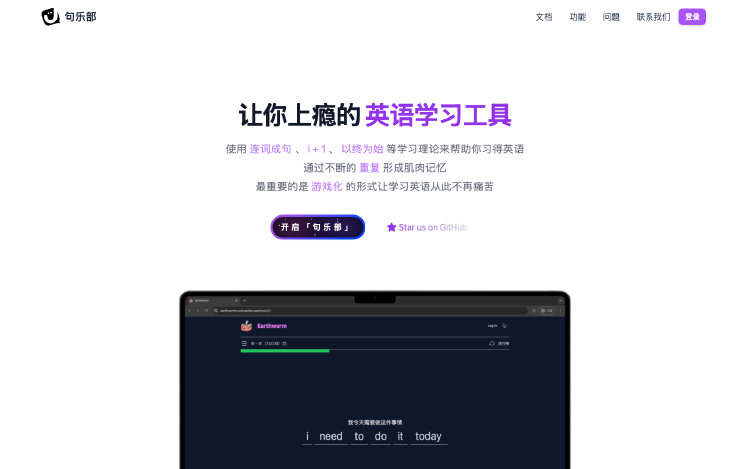 句乐部
文档 功能 问题 联系我们 登录
让你上瘾的 英语学习工具
使用 连词成句 、 i + 1 、 以终为始 等学习理论来帮助你习得英语
通过不断的 重复 形成肌肉记忆
最重要的是 游戏化 的形式让学习英语从此不再痛苦
开启「句乐部」
Star us on GitHub
Earthworm
Earthworm
Log in
排行榜
我今天需要做这件事情
i need to do it today